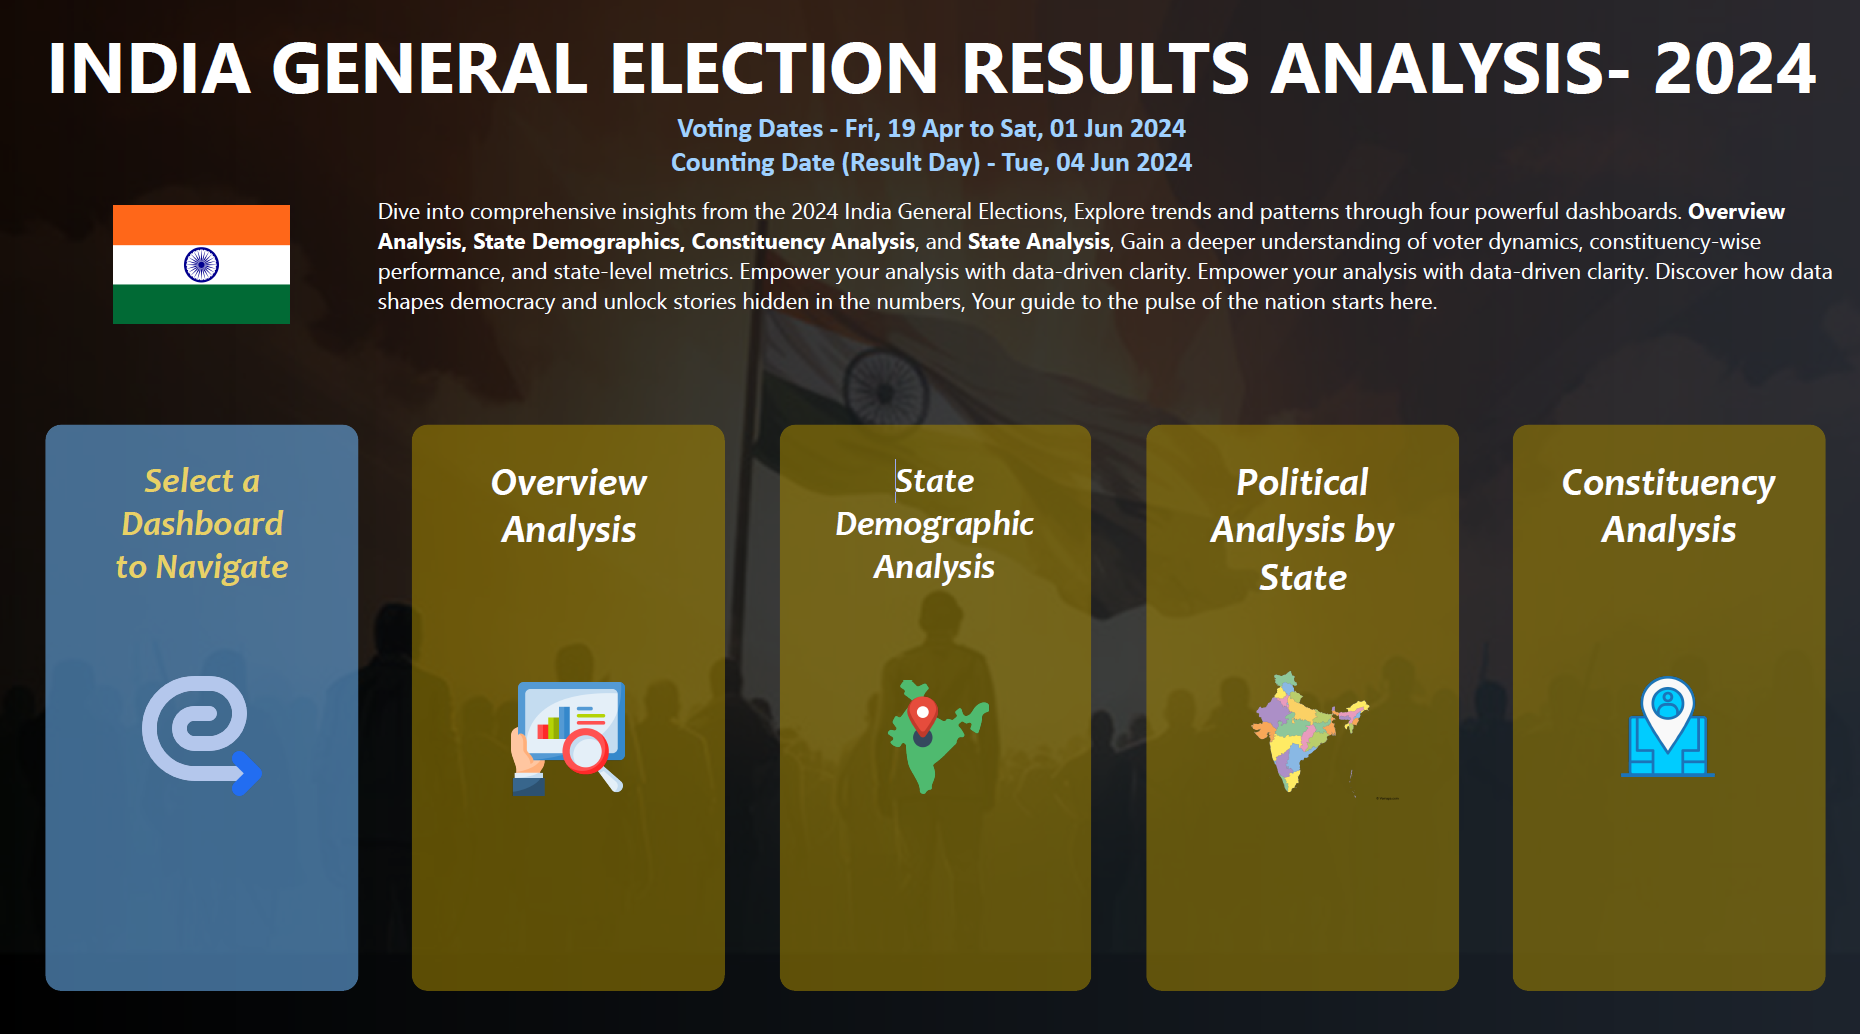 INDIA GENERAL ELECTION RESULTS ANALYSIS- 2024
Voting Dates - Fri, 19 Apr to Sat, 01 Jun 2024
Counting Date (Result Day) - Tue, 04 Jun 2024
Dive into comprehensive insights from the 2024 India General Elections, Explore trends and patterns through four powerful dashboards. Overview
Analysis, State Demographics, Constituency Analysis, and State Analysis, Gain a deeper understanding of voter dynamics, constituency-wise
performance, and state-level metrics. Empower your analysis with data-driven clarity. Empower your analysis with data-driven clarity. Discover how data
shapes democracy and unlock stories hidden in the numbers, Your guide to the pulse of the nation starts here.
Select a
Dashboard
to Navigate
Overview
Analysis
State
Demographic
Analysis
Political
Analysis by
State
Constituency
Analysis